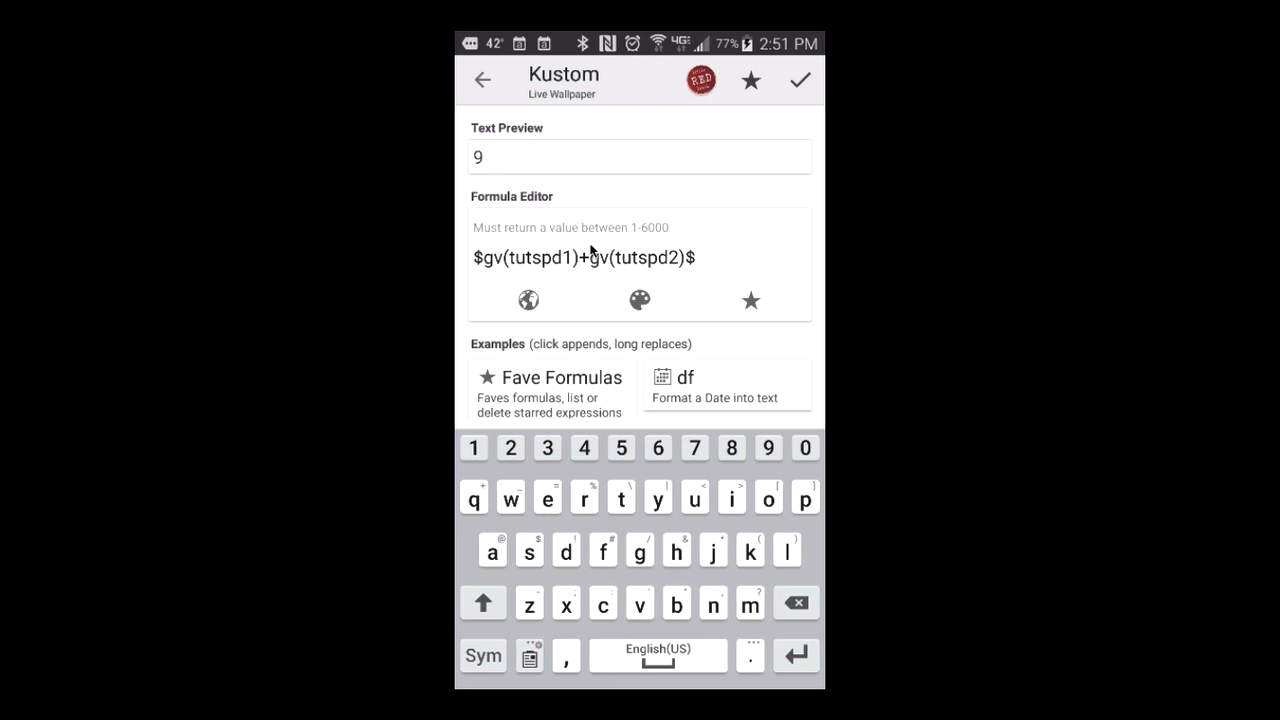 42° 4G 77% 2:51 PM
Kustom
Live Wallpaper
RED
Text Preview
9
Formula Editor
Must return a value between 1-6000
$gv(tutspd1)+gv(tutspd2)$
Examples (click appends, long replaces)
Fave Formulas
Faves formulas, list or
delete starred expressions
df
Format a Date into text
1 2 3 4 5 6 7 8 9 0
q w e r t y u i o p
a s d f g h j k l
z x c v b n m
Sym , English(US) .